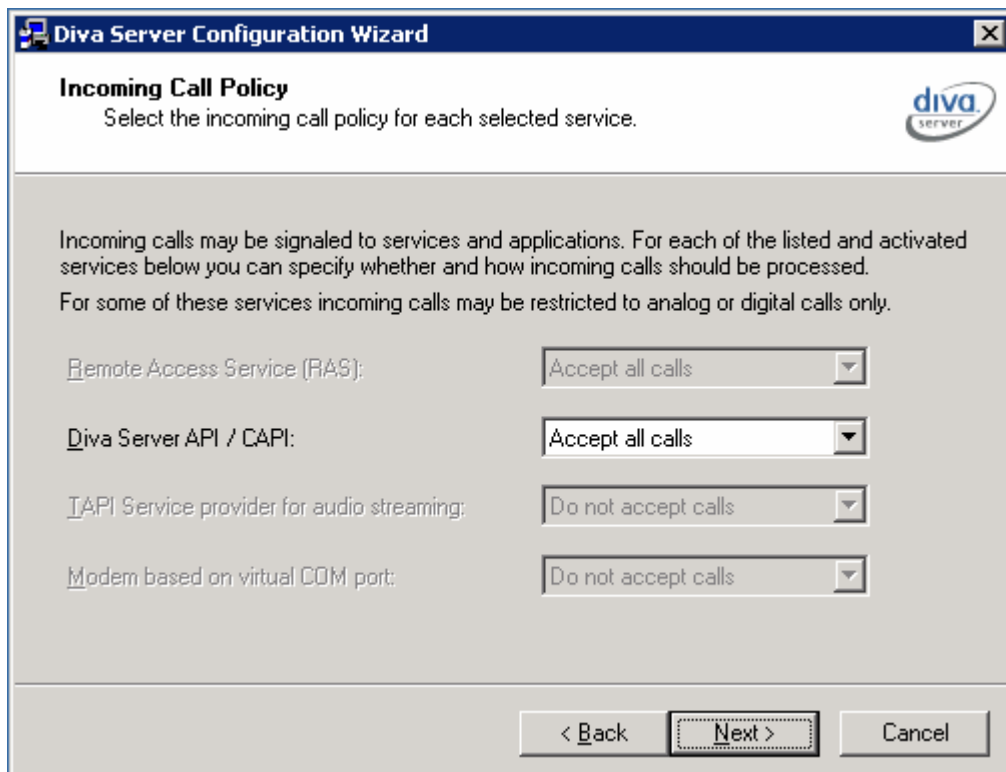 Diva Server Configuration Wizard
Incoming Call Policy
Select the incoming call policy for each selected service.
diva.
server
Incoming calls may be signaled to services and applications. For each of the listed and activated
services below you can specify whether and how incoming calls should be processed.
For some of these services incoming calls may be restricted to analog or digital calls only.
Remote Access Service (RAS): Accept all calls
Diva Server API / CAPI: Accept all calls
TAPI Service provider for audio streaming: Do not accept calls
Modem based on virtual COM port: Do not accept calls
< Back Next > Cancel